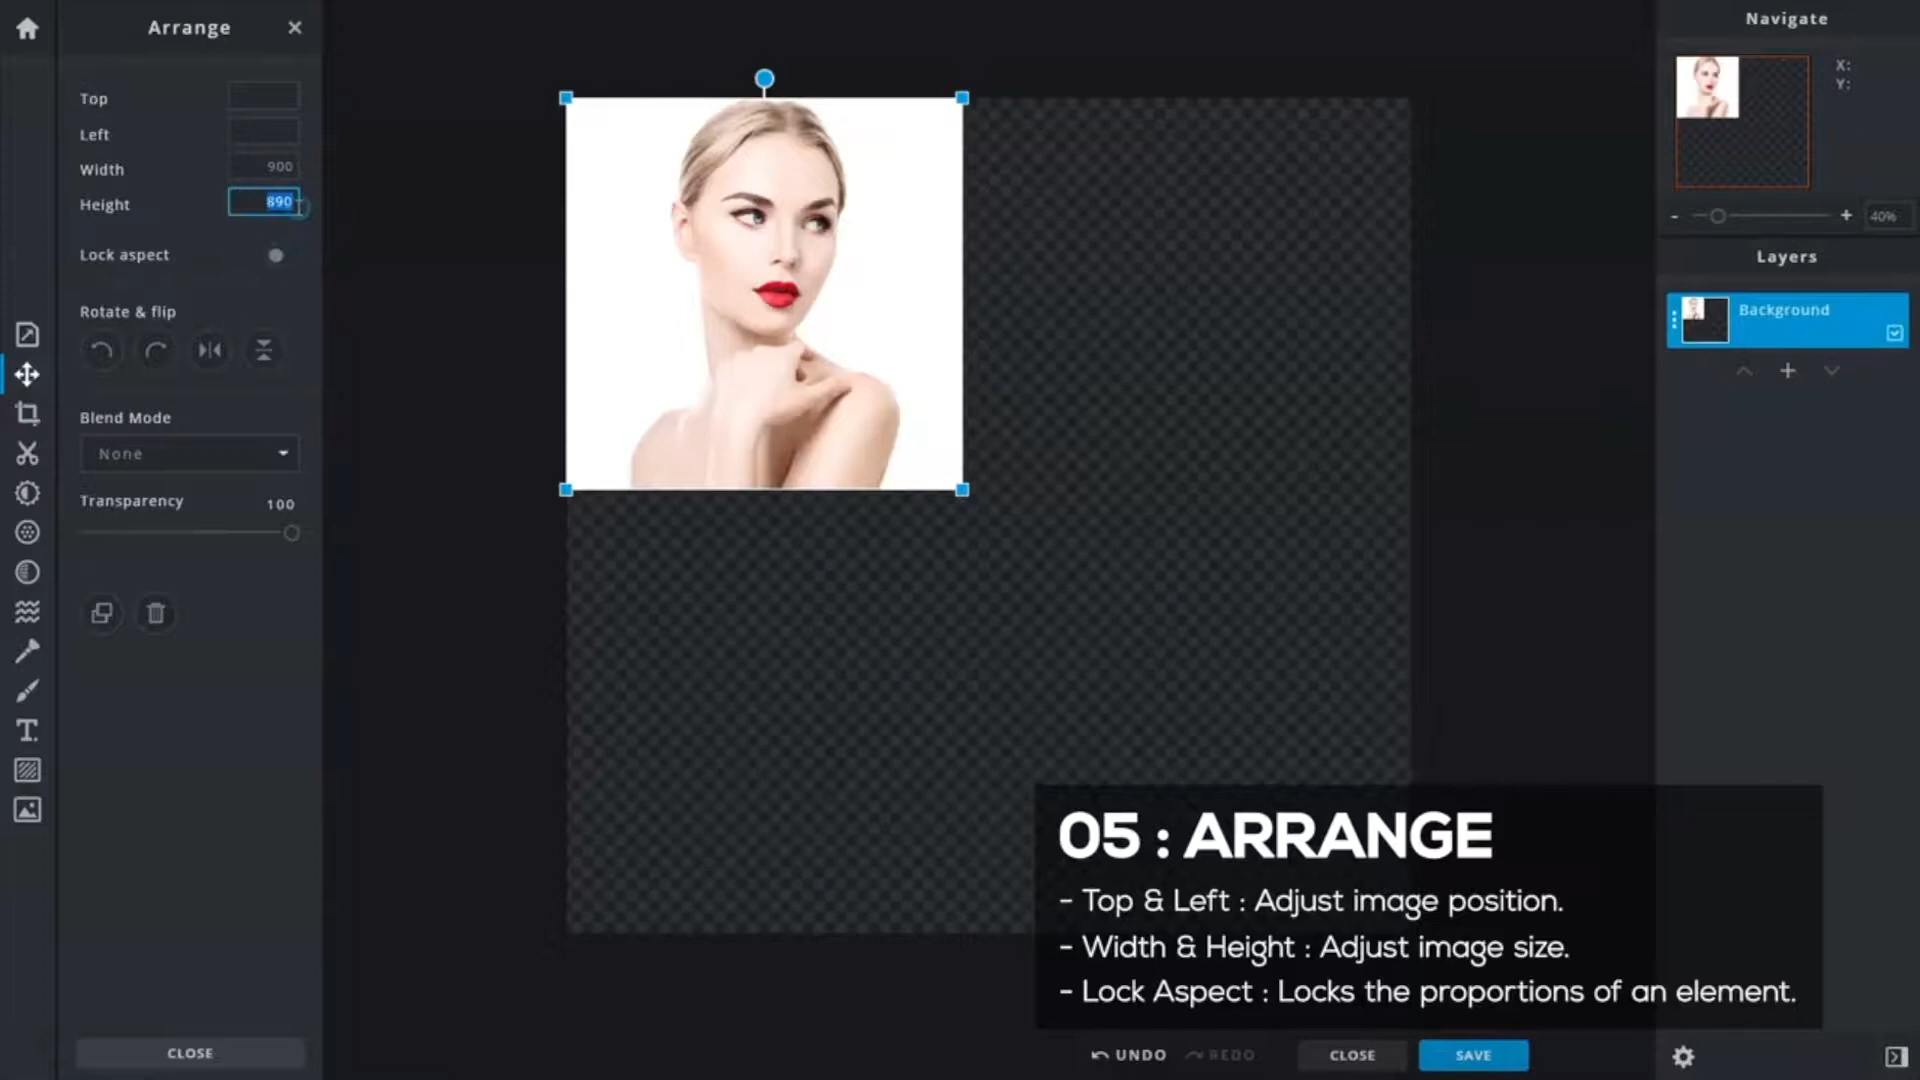 Arrange
Top
Left
Width 900
Height 890
Lock aspect
Rotate & flip
Blend Mode
None
Transparency 100
CLOSE
05 : ARRANGE
- Top & Left : Adjust image position.
- Width & Height : Adjust image size.
- Lock Aspect : Locks the proportions of an element.
UNDO REDO CLOSE SAVE
Navigate
X:
Y:
- + 40%
Layers
Background